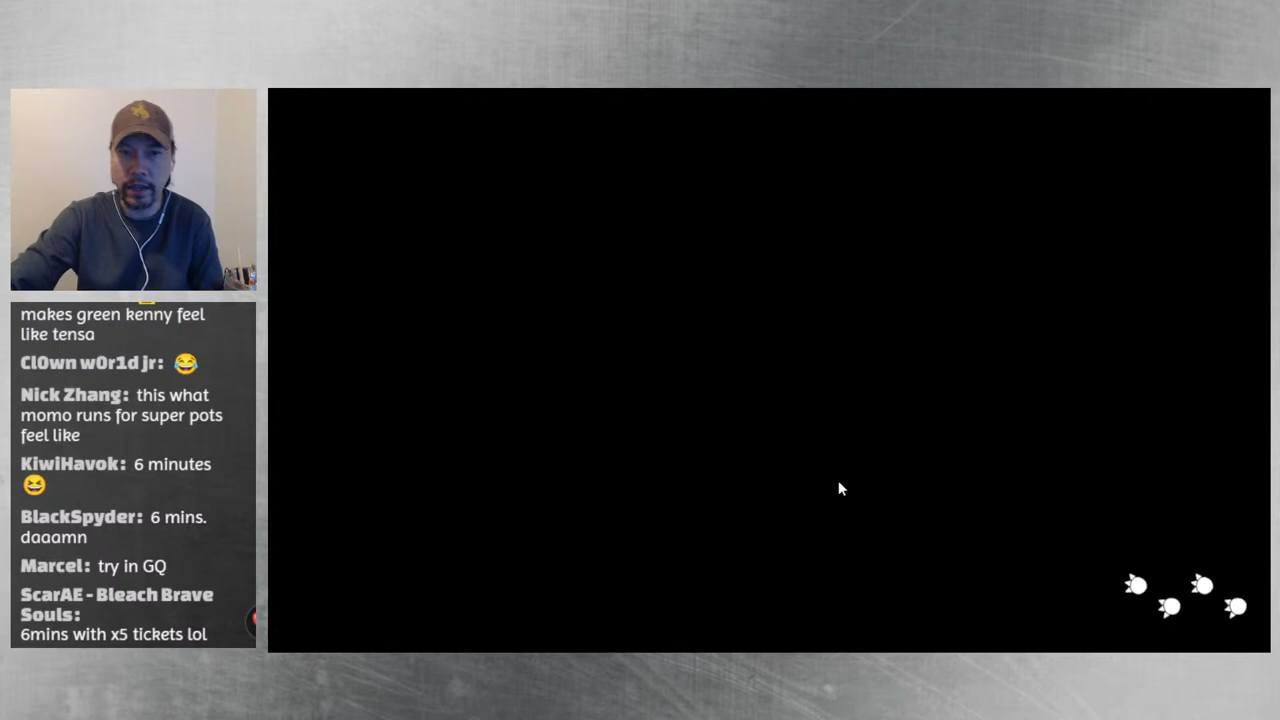 makes green kenny feel
like tensa
Cl0wn w0r1d jr:
Nick Zhang: this what
momo runs for super pots
feel like
KiwiHavok: 6 minutes
BlackSpyder: 6 mins.
daaamn
Marcel: try in GQ
ScarAE - Bleach Brave
Souls:
6mins with x5 tickets lol